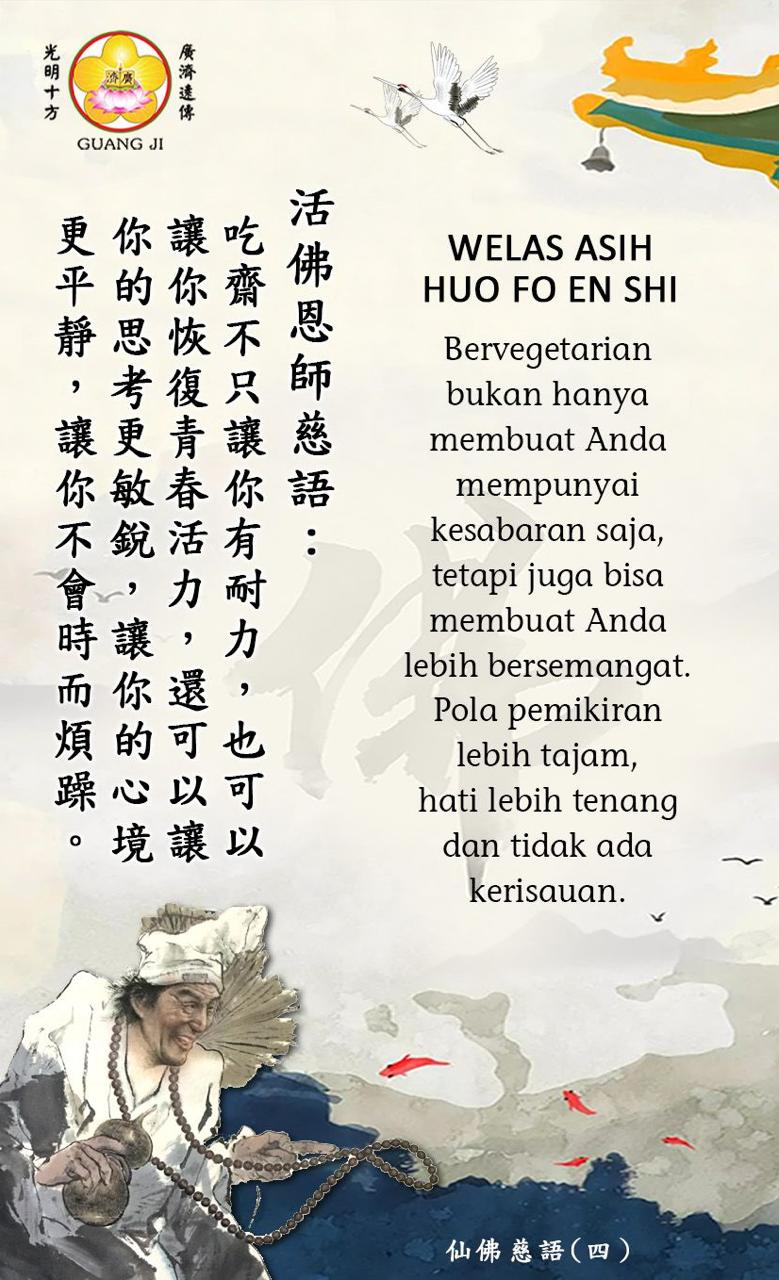 光明十方
廣濟
廣濟遠傳
GUANG JI
活佛恩師慈語：
吃齋不只讓你有耐力，也可以
讓你恢復青春活力，還可以讓
你的思考更敏銳，讓你的心境
更平靜，讓你不會時而煩躁。
WELAS ASIH
HUO FO EN SHI
Bervegetarian
bukan hanya
membuat Anda
mempunyai
kesabaran saja,
tetapi juga bisa
membuat Anda
lebih bersemangat.
Pola pemikiran
lebih tajam,
hati lebih tenang
dan tidak ada
kerisauan.
佛
仙佛慈語(四)